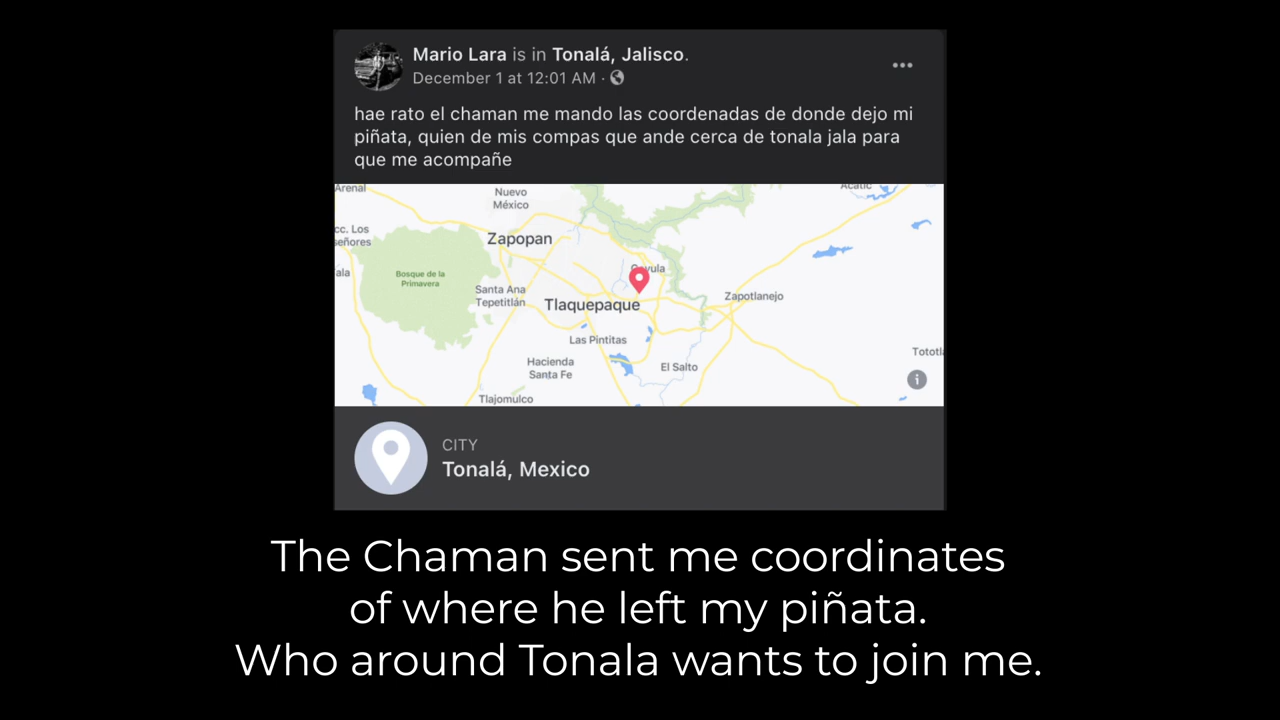 Mario Lara is in Tonalá, Jalisco.
December 1 at 12:01 AM ·
hae rato el chaman me mando las coordenadas de donde dejo mi
piñata, quien de mis compas que ande cerca de tonala jala para
que me acompañe
Arenal
Nuevo
México
Acatic
cc. Los
señores
Zapopan
ala
Bosque de la
Primavera
Santa Ana
Tepetitlán
Tlaquepaque
Zapotlanejo
Las Pintitas
Hacienda
Santa Fe
El Salto
Tototl
Tlajomulco
CITY
Tonalá, Mexico
The Chaman sent me coordinates
of where he left my piñata.
Who around Tonala wants to join me.